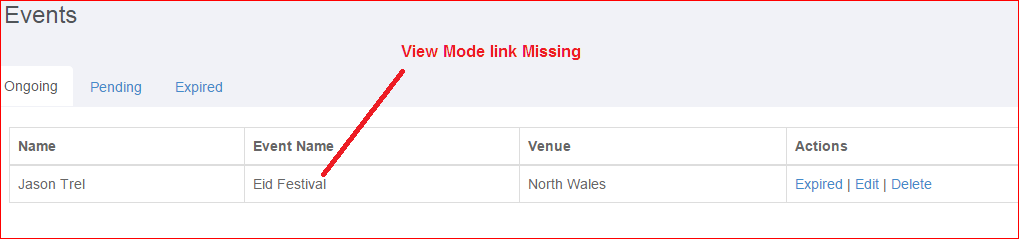 Events
View Mode link Missing
Ongoing Pending Expired
Name Event Name Venue Actions
Jason Trel Eid Festival North Wales Expired | Edit | Delete